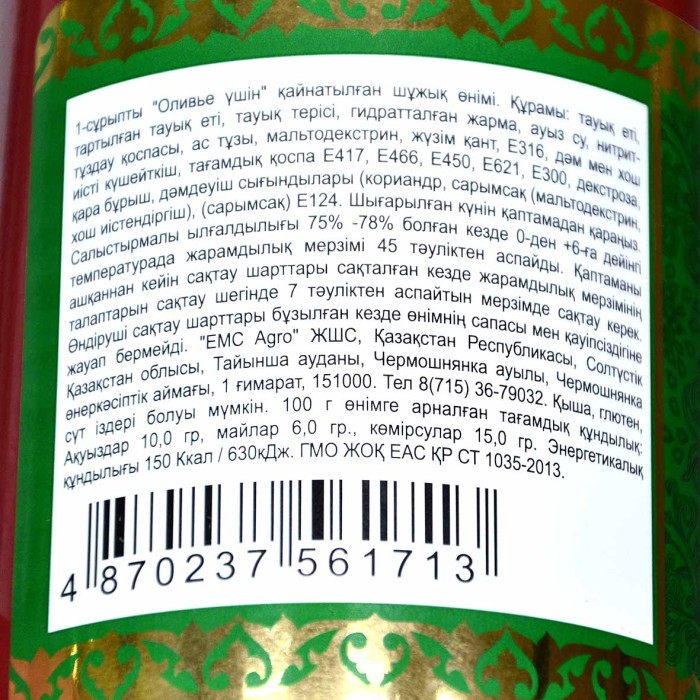 1-сұрыпты "Оливье үшін" қайнатылған шұжық өнімі. Құрамы: тауық еті,
тартылған тауық еті, тауық терісі, гидратталған жарма, ауыз су, нитрит-
тұздау қоспасы, ас тұзы, мальтодекстрин, жүзім қант, Е316, дәм мен хош
иісті күшейткіш, тағамдық қоспа Е417, Е466, Е450, Е621, Е300, декстроза,
қара бұрыш, дәмдеуіш сығындылары (кориандр, сарымсақ (мальтодекстрин,
хош иістендіргіш), (сарымсақ) Е124. Шығарылған күнін қаптамадан қараңыз.
Салыстырмалы ылғалдылығы 75% -78% болған кезде 0-ден +6-ға дейінгі
температурада жарамдылық мерзімі 45 тәуліктен аспайды. Қаптаманы
ашқаннан кейін сақтау шарттары сақталған кезде жарамдылық мерзімінің
талаптарын сақтау шегінде 7 тәуліктен аспайтын мерзімде сақтау керек.
Өндіруші сақтау шарттары бұзылған кезде өнімнің сапасы мен қауіпсіздігіне
жауап бермейді. "EMC Agro" ЖШС, Қазақстан Республикасы, Солтүстік
Қазақстан облысы, Тайынша ауданы, Чермошнянка ауылы, Чермошнянка
өнеркәсіптік аймағы, 1 ғимарат, 151000. Тел 8(715) 36-79032. Қыша, глютен,
сүт іздері болуы мүмкін. 100 г өнімге арналған тағамдық құндылық:
Ақуыздар 10,0 гр, майлар 6,0 гр., көмірсулар 15,0 гр. Энергетикалық
құндылығы 150 Ккал / 630кДж. ГМО ЖОҚ ЕАС ҚР СТ 1035-2013.
4 870237 561713